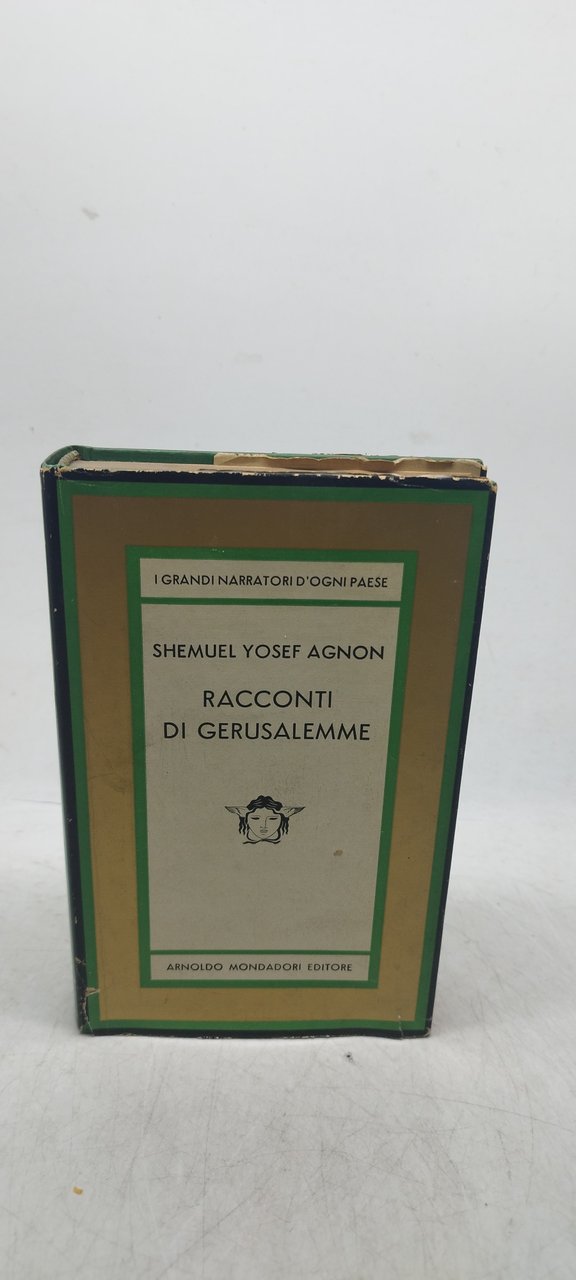 I GRANDI NARRATORI D'OGNI PAESE
SHEMUEL YOSEF AGNON
RACCONTI
DI GERUSALEMME
ARNOLDO MONDADORI EDITORE